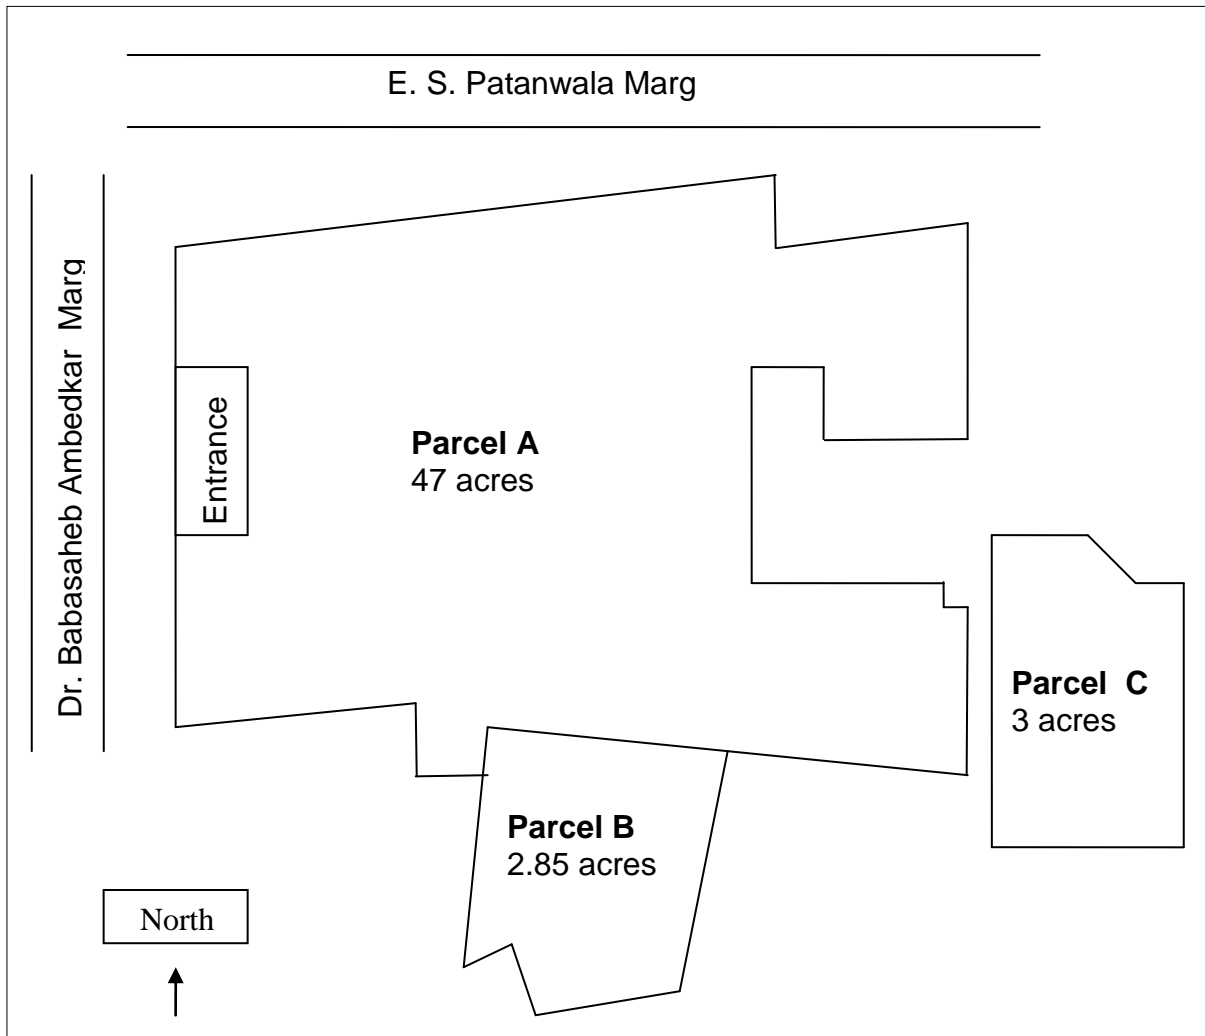 E. S. Patanwala Marg
Dr. Babasaheb Ambedkar Marg
Entrance
Parcel A
47 acres
Parcel C
3 acres
Parcel B
2.85 acres
North